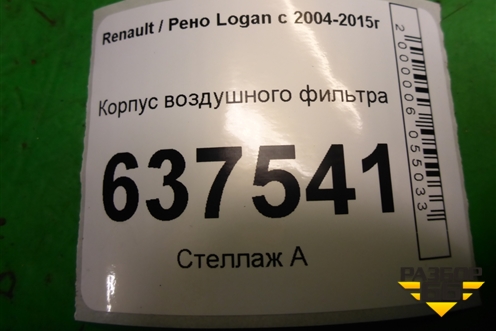 Renault / Рено Logan с 2004-2015г
Корпус воздушного фильтра
637541
Стеллаж А
2000006055033
РАЗБОР